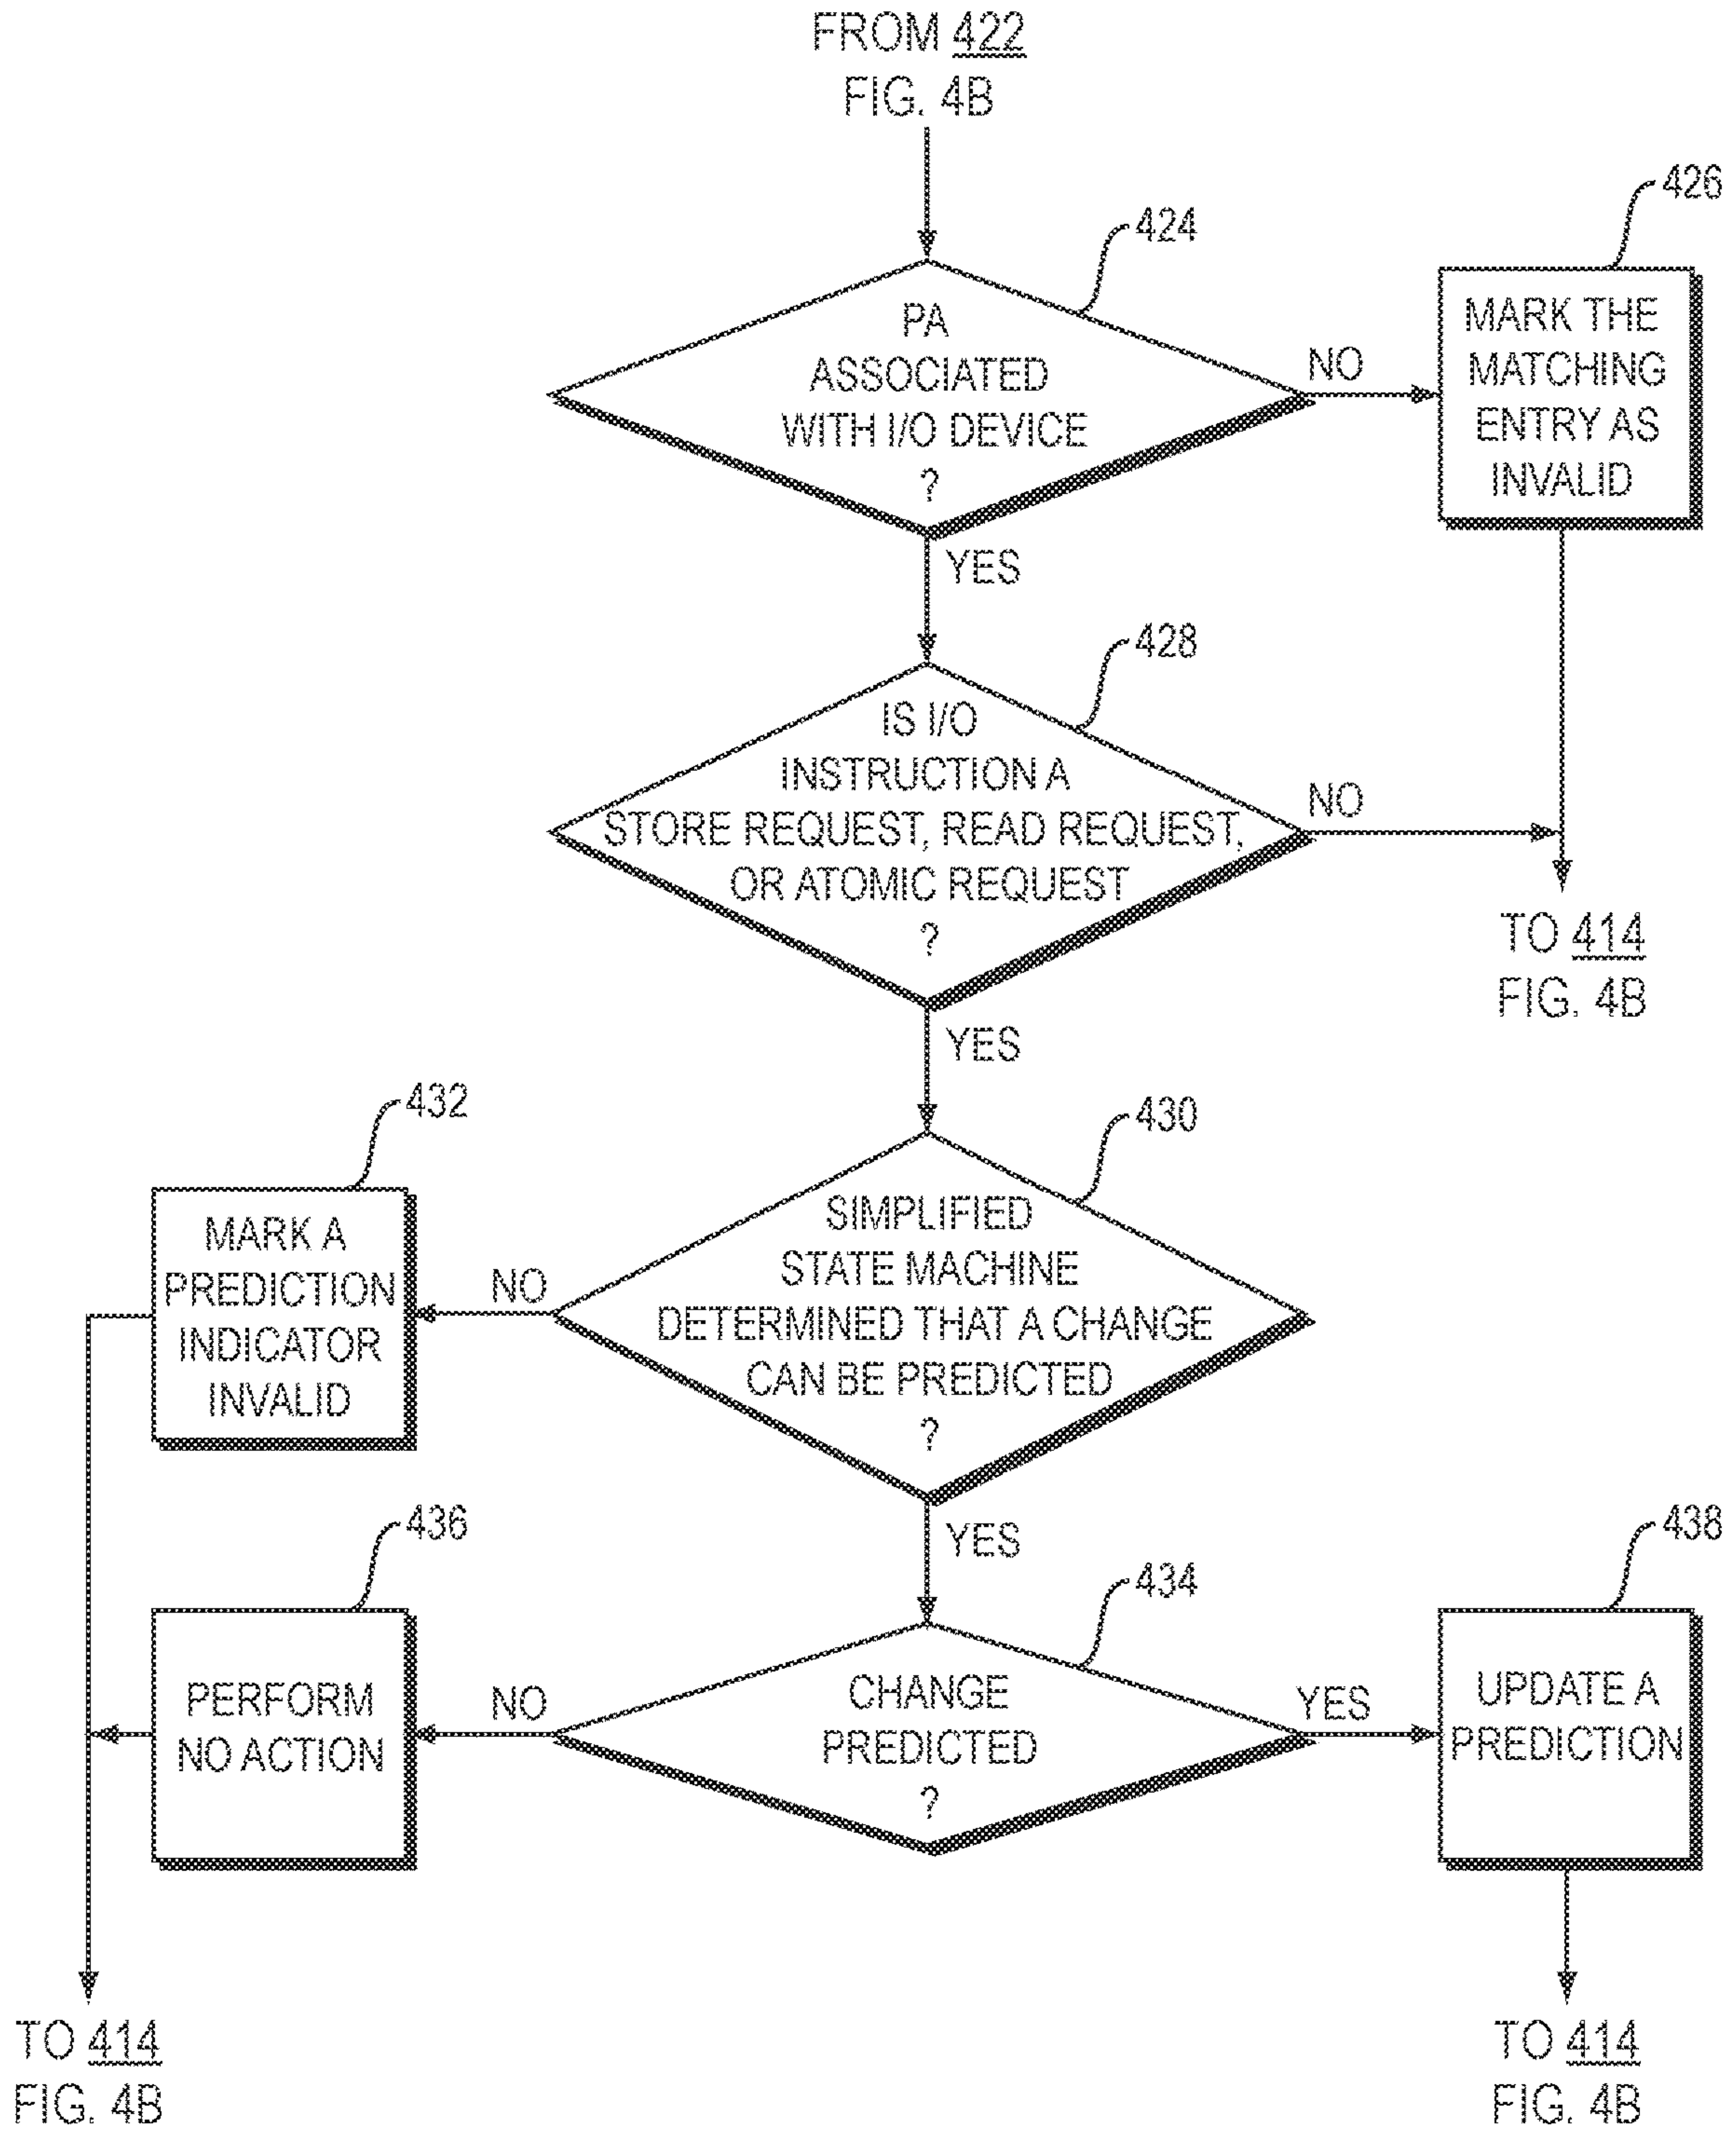 FROM 422
FIG. 4B
424
426
PA
ASSOCIATED
WITH I/O DEVICE
?
NO
MARK THE
MATCHING
ENTRY AS
INVALID
YES
428
IS I/O
INSTRUCTION A
STORE REQUEST, READ REQUEST,
OR ATOMIC REQUEST
?
NO
TO 414
FIG. 4B
YES
430
432
SIMPLIFIED
STATE MACHINE
DETERMINED THAT A CHANGE
CAN BE PREDICTED
?
NO
MARK A
PREDICTION
INDICATOR
INVALID
YES
434
436
438
CHANGE
PREDICTED
?
NO
PERFORM
NO ACTION
YES
UPDATE A
PREDICTION
TO 414
FIG. 4B
TO 414
FIG. 4B